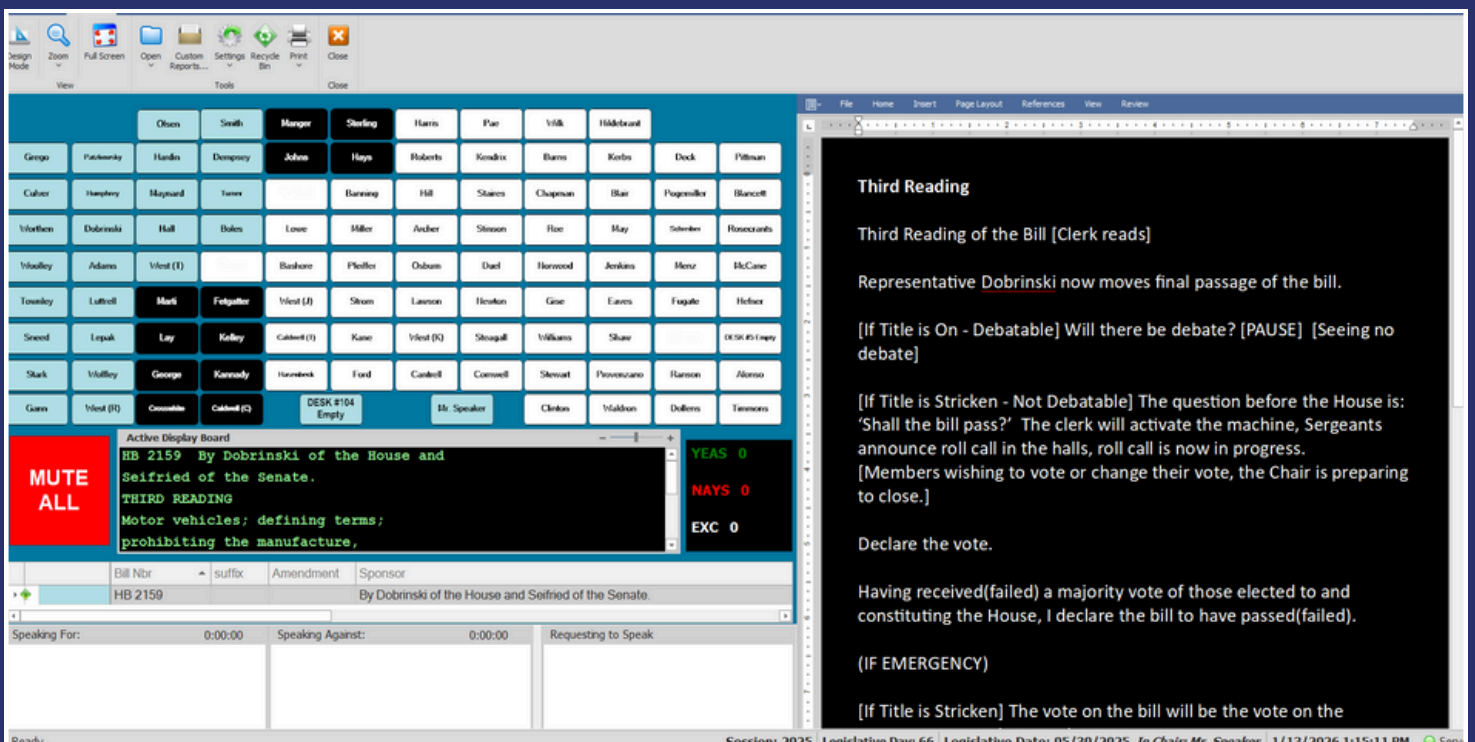 Design Mode
Zoom
Full Screen
Open
Custom Reports...
Settings
Recycle Bin
Print
Close
View
Tools
Close
Olsen Smith Manger Sterling Harris Pae Wilk Hildebrant
Grego Patzkowsky Hardin Dempsey Johns Hays Roberts Kendrix Burns Kerbs Deck Pittman
Culver Humphrey Maynard Turner Banning Hill Staires Chapman Blair Pogemiller Blancett
Worthen Dobrinski Hall Boles Lowe Miller Archer Stinson Roe May Schreiber Rosecrants
Woolley Adams West (T) Bashore Pfeiffer Osburn Duel Norwood Jenkins Menz McCane
Townley Luttrell Marti Fetgatter West (J) Strom Lawson Newton Gise Eaves Fugate Hefner
Sneed Lepak Lay Kelley Caldwell (T) Kane West (K) Steagall Williams Shaw DESK #5 Empty
Stark Wolfley George Kannady Hasenbeck Ford Cantrell Cornwell Stewart Provenzano Ranson Alonso
Gann West (R) Crosswhite Caldwell (C) DESK #104 Empty Mr. Speaker Clinton Waldron Dollens Timmons
MUTE ALL
Active Display Board
HB 2159 By Dobrinski of the House and
Seifried of the Senate.
THIRD READING
Motor vehicles; defining terms;
prohibiting the manufacture,
YEAS 0
NAYS 0
EXC 0
Bill Nbr suffix Amendment Sponsor
HB 2159 By Dobrinski of the House and Seifried of the Senate.
Speaking For: 0:00:00 Speaking Against: 0:00:00 Requesting to Speak
File Home Insert Page Layout References View Review
Third Reading
Third Reading of the Bill [Clerk reads]
Representative Dobrinski now moves final passage of the bill.
[If Title is On - Debatable] Will there be debate? [PAUSE] [Seeing no
debate]
[If Title is Stricken - Not Debatable] The question before the House is:
‘Shall the bill pass?’ The clerk will activate the machine, Sergeants
announce roll call in the halls, roll call is now in progress.
[Members wishing to vote or change their vote, the Chair is preparing
to close.]
Declare the vote.
Having received(failed) a majority vote of those elected to and
constituting the House, I declare the bill to have passed(failed).
(IF EMERGENCY)
[If Title is Stricken] The vote on the bill will be the vote on the
Ready
Session: 2025 Legislative Day: 66 Legislative Date: 05/30/2025 In Chair: Mr. Speaker 1/13/2026 1:15:11 PM